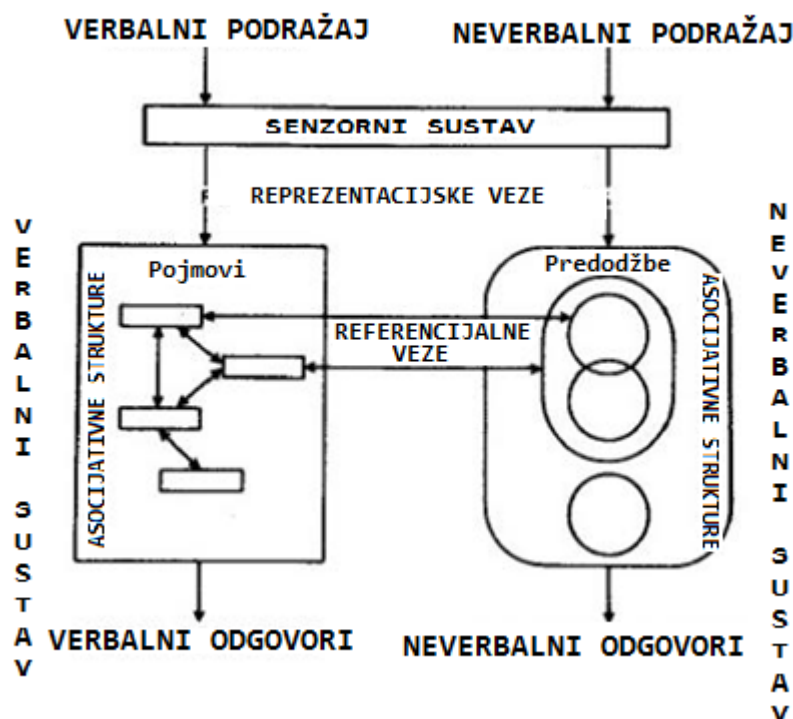 VERBALNI PODRAŽAJ
NEVERBALNI PODRAŽAJ
SENZORNI SUSTAV
REPREZENTACIJSKE VEZE
VERBALNI SUSTAV
Pojmovi
ASOCIJATIVNE STRUKTURE
REFERENCIJALNE
VEZE
Predodžbe
ASOCIJATIVNE STRUKTURE
NEVERBALNI SUSTAV
VERBALNI ODGOVORI
NEVERBALNI ODGOVORI